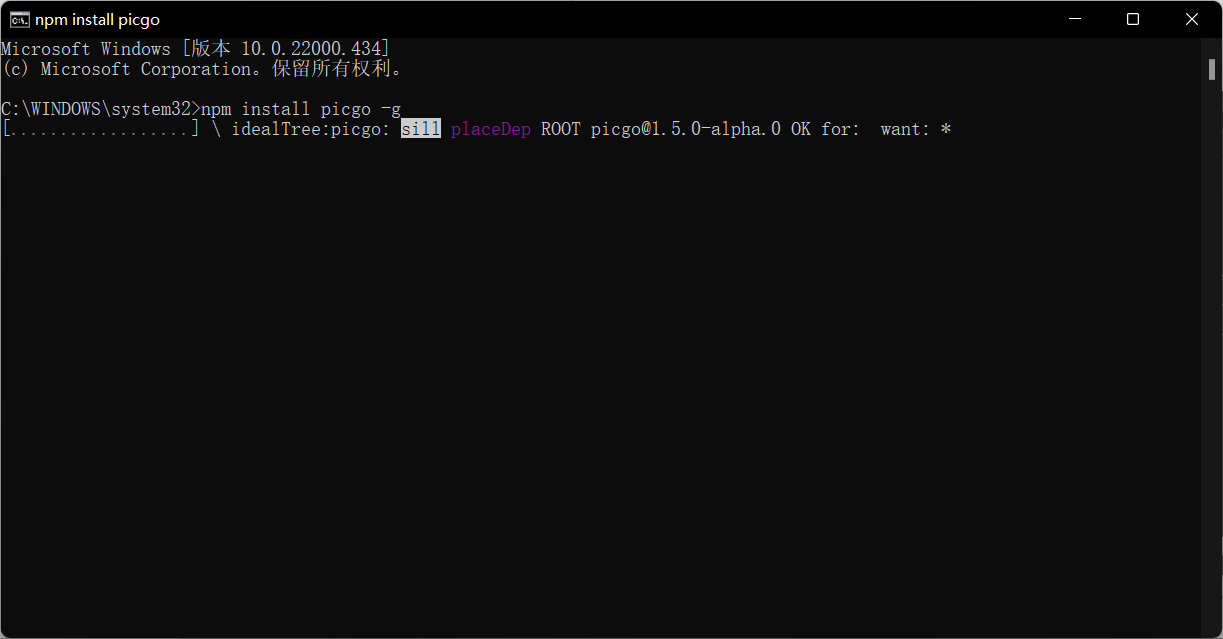 npm install picgo
Microsoft Windows [版本 10.0.22000.434]
(c) Microsoft Corporation。保留所有权利。
C:\WINDOWS\system32>npm install picgo -g
[..................] \ idealTree:picgo: sill placeDep ROOT picgo@1.5.0-alpha.0 OK for:  want: *